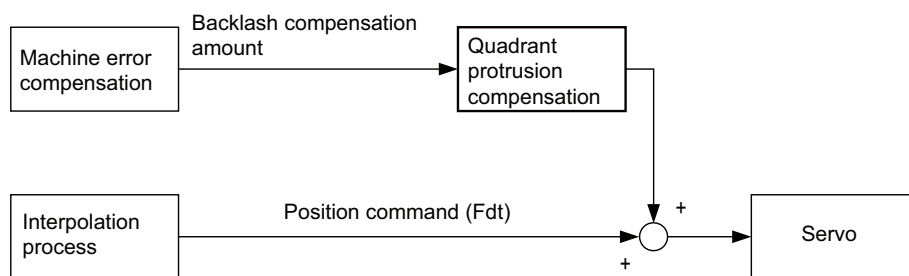 Backlash compensation
amount
Machine error
compensation
Quadrant
protrusion
compensation
+
Interpolation
process
Position command (Fdt)
+
Servo